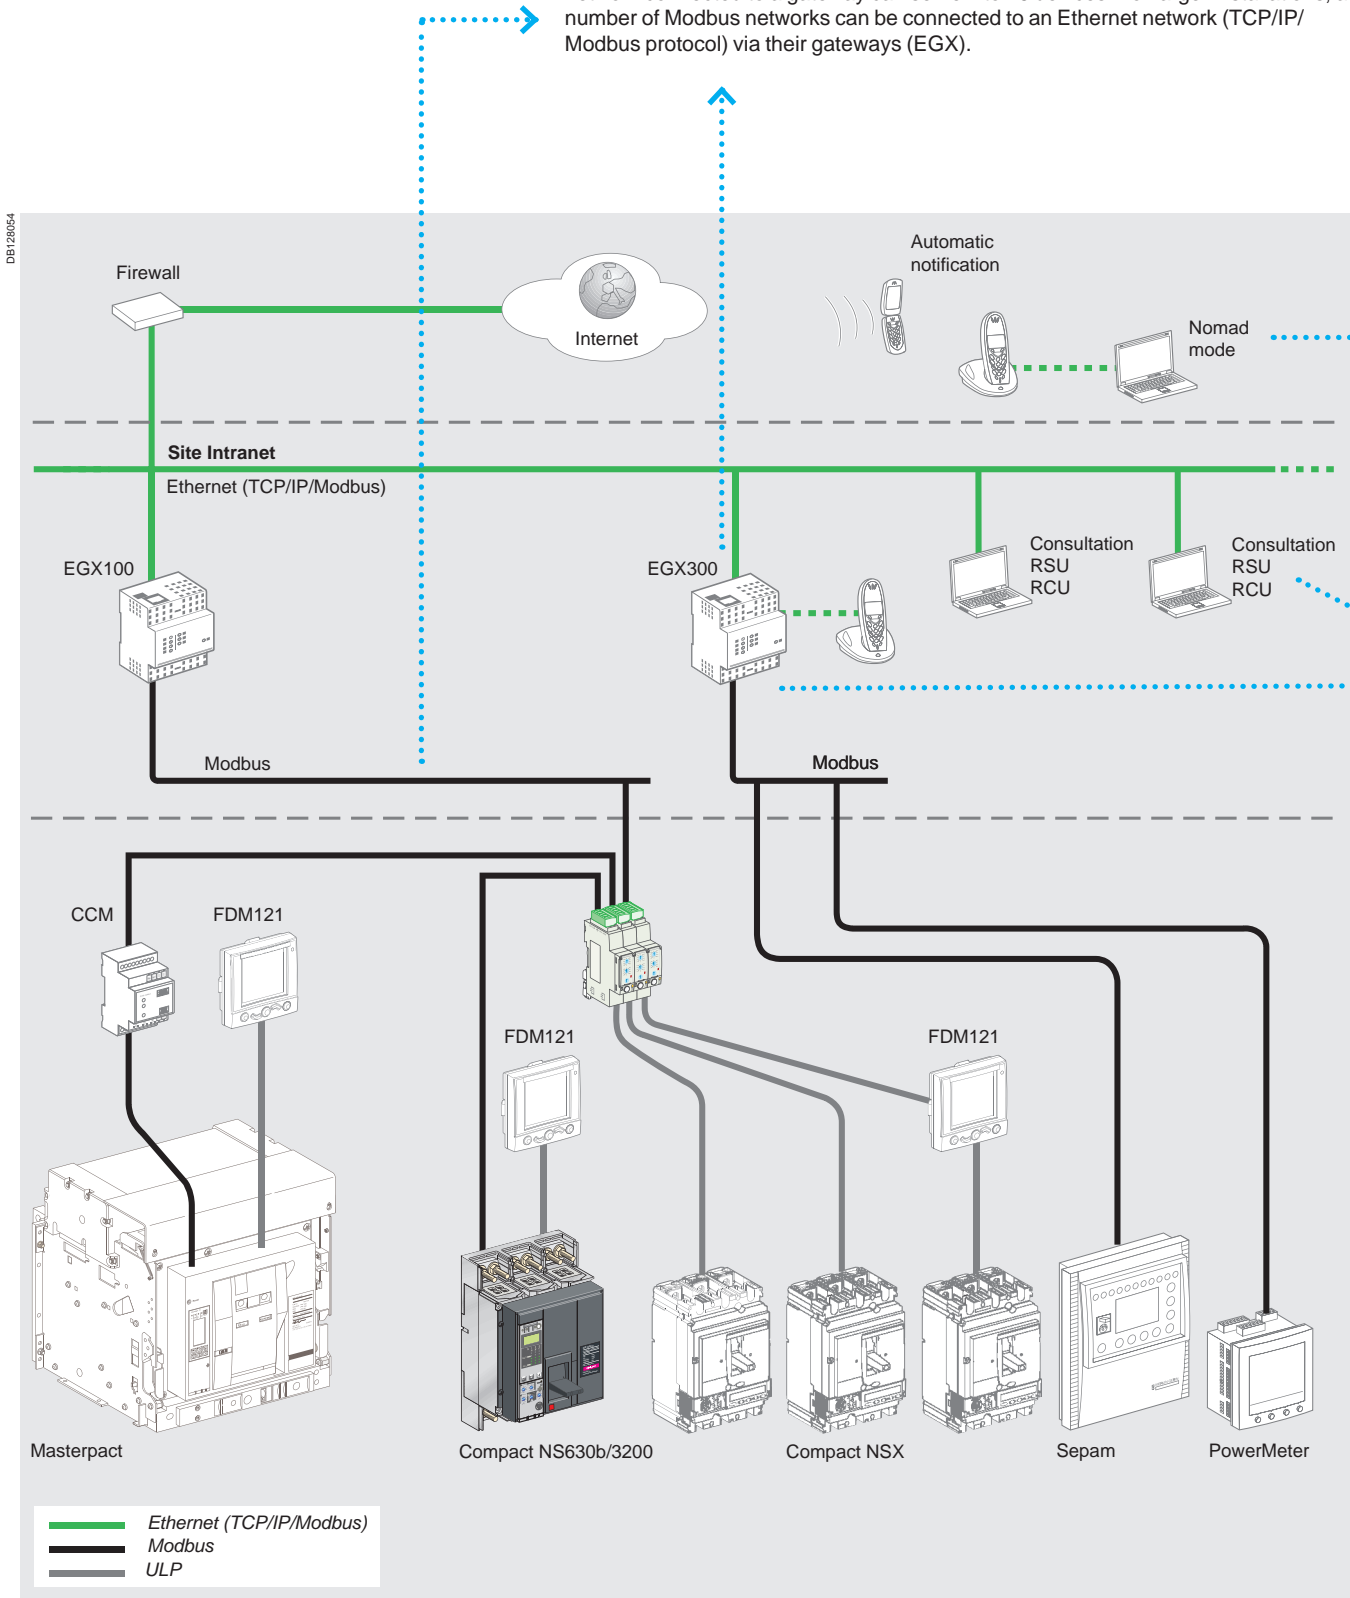 number of Modbus networks can be connected to an Ethernet network (TCP/IP/
Modbus protocol) via their gateways (EGX).
DB128054
Firewall
Internet
Automatic
notification
Nomad
mode
Site Intranet
Ethernet (TCP/IP/Modbus)
EGX100
EGX300
Consultation
RSU
RCU
Consultation
RSU
RCU
Modbus
Modbus
CCM
FDM121
FDM121
FDM121
Masterpact
Compact NS630b/3200
Compact NSX
Sepam
PowerMeter
Ethernet (TCP/IP/Modbus)
Modbus
ULP